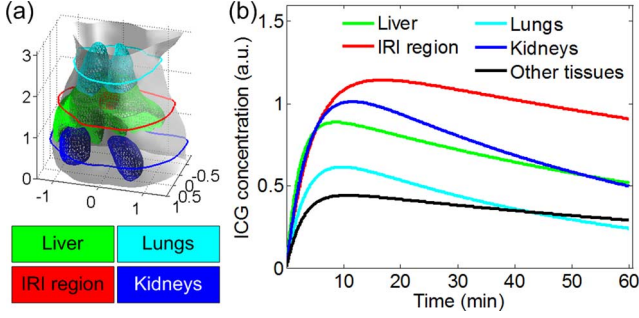 (a)
3
2
1
0
-1
0
1
0.5
0
-0.5
Liver
Lungs
IRI region
Kidneys
(b)
ICG concentration (a.u.)
1.5
1
0.5
0
Liver
IRI region
Lungs
Kidneys
Other tissues
10
20
30
40
50
60
Time (min)